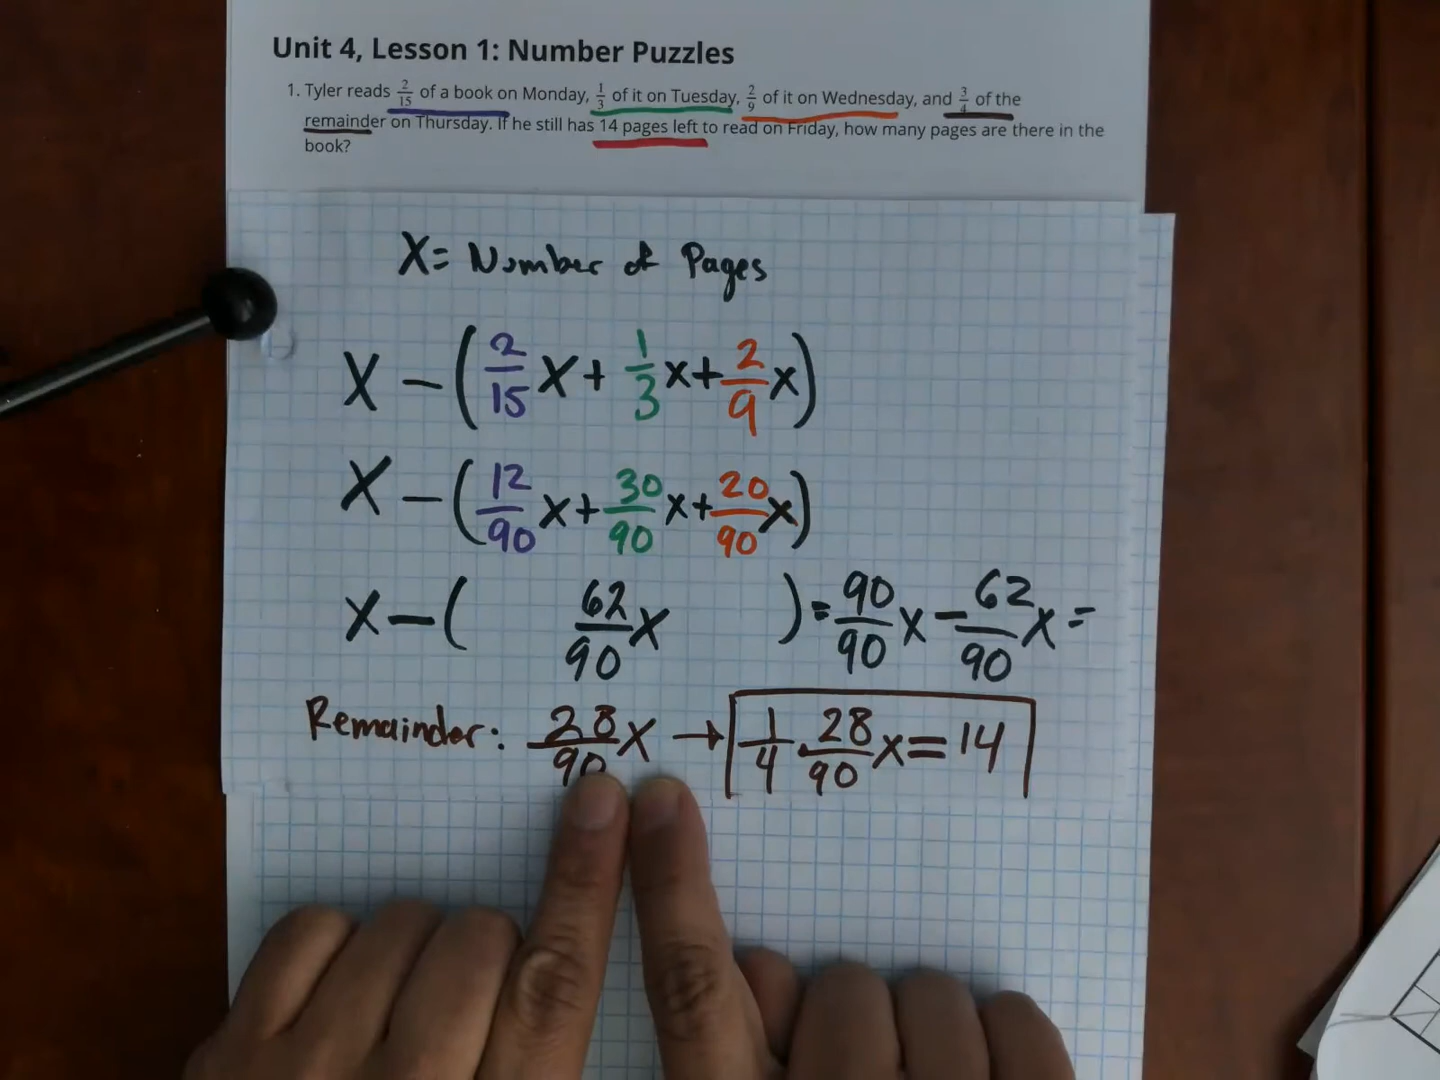 Unit 4, Lesson 1: Number Puzzles
1. Tyler reads 2/15 of a book on Monday, 1/3 of it on Tuesday, 2/9 of it on Wednesday, and 3/4 of the
remainder on Thursday. If he still has 14 pages left to read on Friday, how many pages are there in the
book?
X = Number of Pages
X - (2/15 X + 1/3 X + 2/9 X)
X - (12/90 X + 30/90 X + 20/90 X)
X - ( 62/90 X ) = 90/90 X - 62/90 X =
Remainder: 28/90 X → 1/4 · 28/90 X = 14